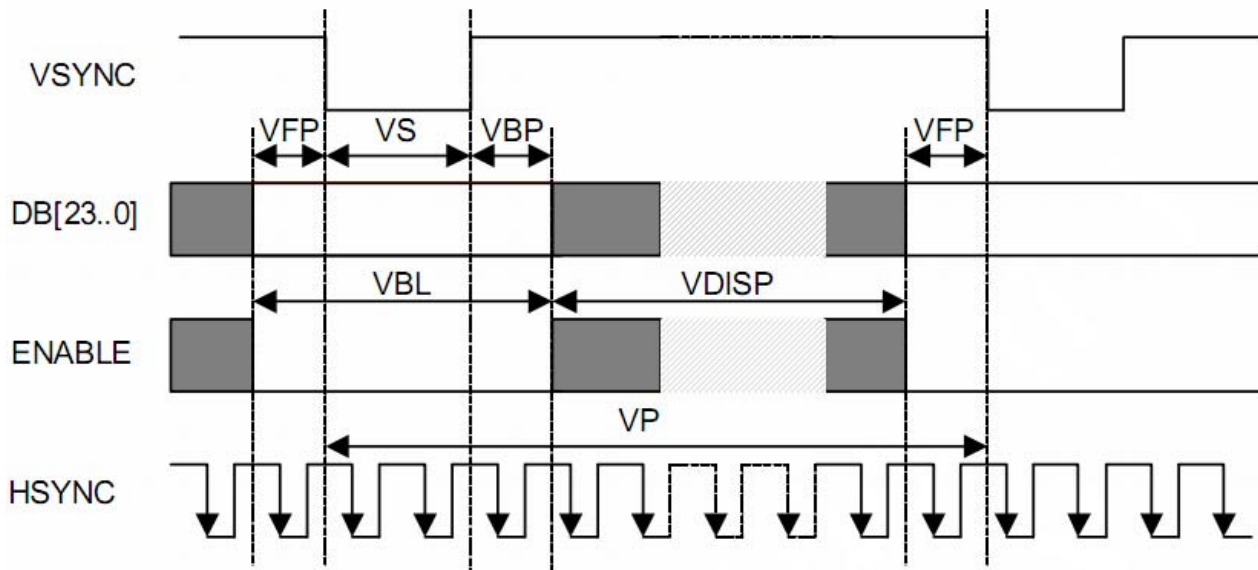 VSYNC
VFP VS VBP VFP
DB[23..0]
VBL VDISP
ENABLE
VP
HSYNC